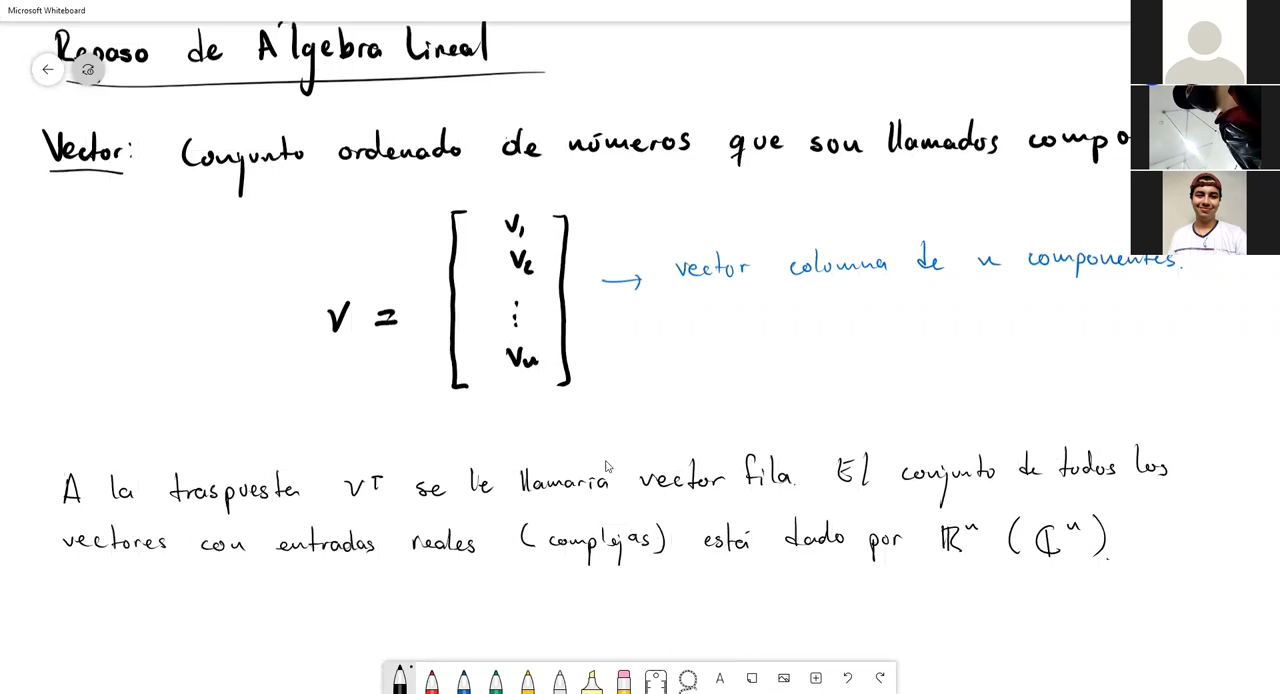 Microsoft Whiteboard
Repaso de Álgebra Lineal
Vector: Conjunto ordenado de números que son llamados compo
v₁
v₂
→ vector columna de n componentes.
V =
⋮
vₙ
A la traspuesta vᵀ se le llamaría vector fila. El conjunto de todos los
vectores con entradas reales (complejas) está dado por ℝⁿ (ℂⁿ).
A